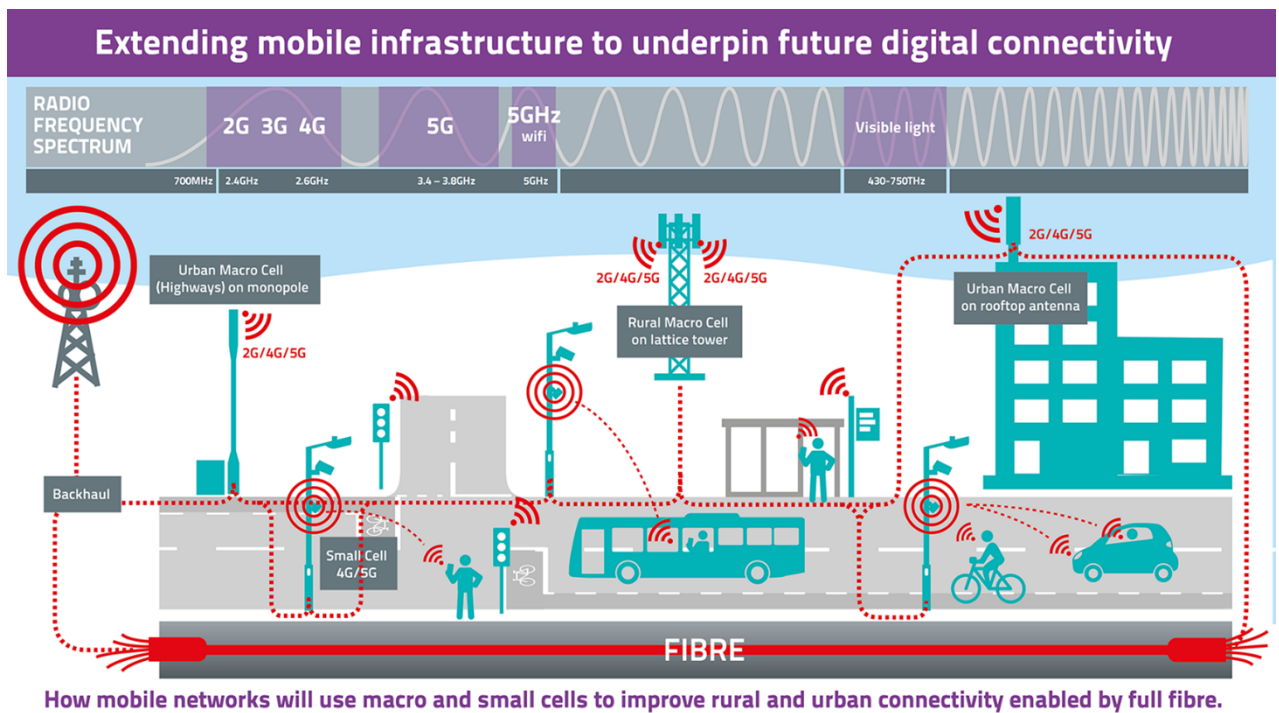 Extending mobile infrastructure to underpin future digital connectivity
RADIO
FREQUENCY
SPECTRUM
2G 3G 4G
5G
5GHz
wifi
Visible light
700MHz
2.4GHz
2.6GHz
3.4 – 3.8GHz
5GHz
430-750THz
Urban Macro Cell
(Highways) on monopole
2G/4G/5G
2G/4G/5G
2G/4G/5G
Rural Macro Cell
on lattice tower
2G/4G/5G
Urban Macro Cell
on rooftop antenna
Backhaul
Small Cell
4G/5G
FIBRE
How mobile networks will use macro and small cells to improve rural and urban connectivity enabled by full fibre.